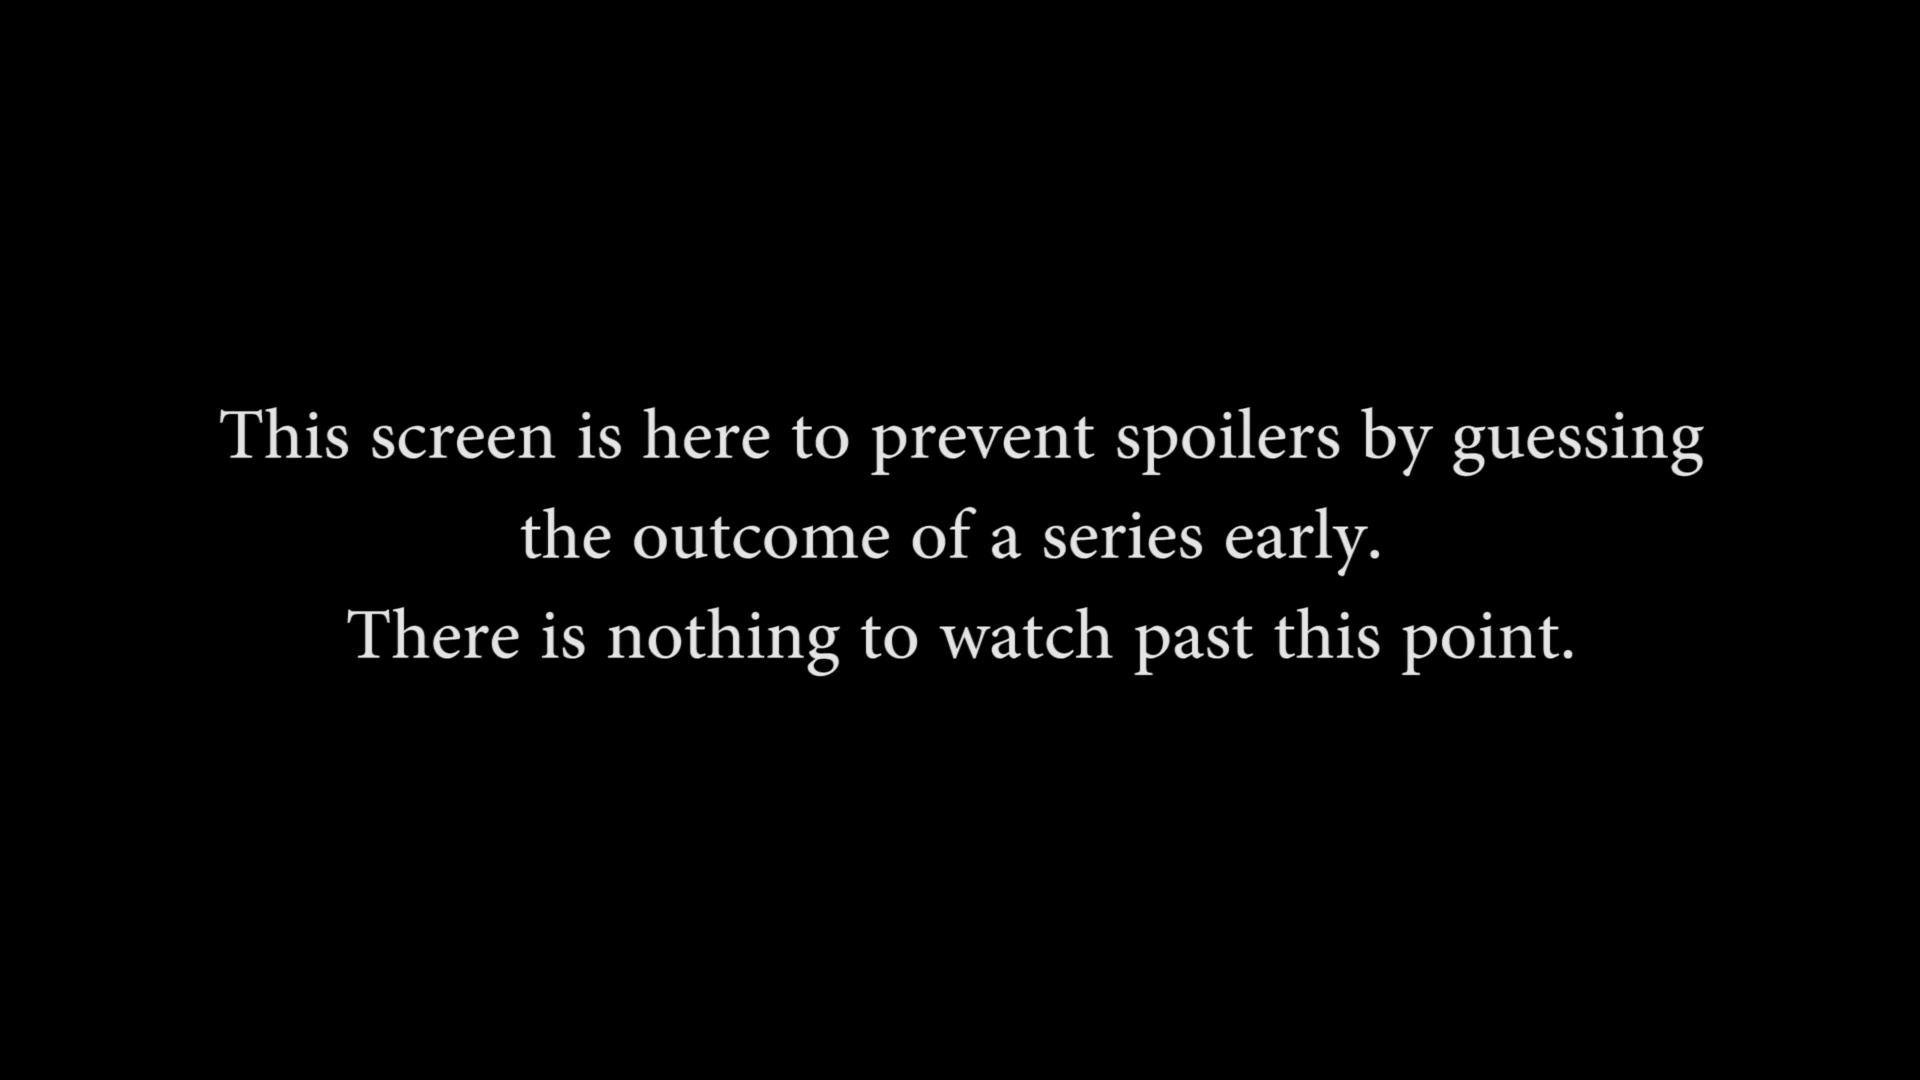 This screen is here to prevent spoilers by guessing
the outcome of a series early.
There is nothing to watch past this point.